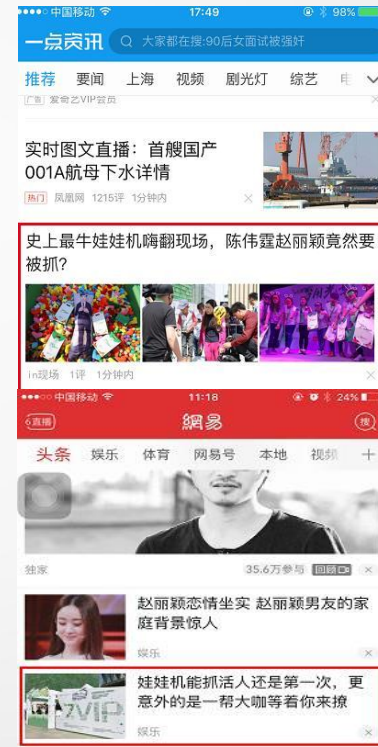 中国移动 17:49 98%
一点资讯 大家都在搜:90后女面试被强奸
推荐 要闻 上海 视频 剧光灯 综艺
广告 爱奇艺VIP会员
实时图文直播：首艘国产
001A航母下水详情
热门 凤凰网 1215评 1分钟内
史上最牛娃娃机嗨翻现场，陈伟霆赵丽颖竟然要
被抓？
in现场 1评 1分钟内
中国移动 11:18 24%
直播 網易 搜
头条 娱乐 体育 网易号 本地 视频
独家 35.6万参与 回顾
赵丽颖恋情坐实 赵丽颖男友的家
庭背景惊人
娱乐
娃娃机能抓活人还是第一次，更
意外的是一帮大咖等着你来撩
VIP
娱乐